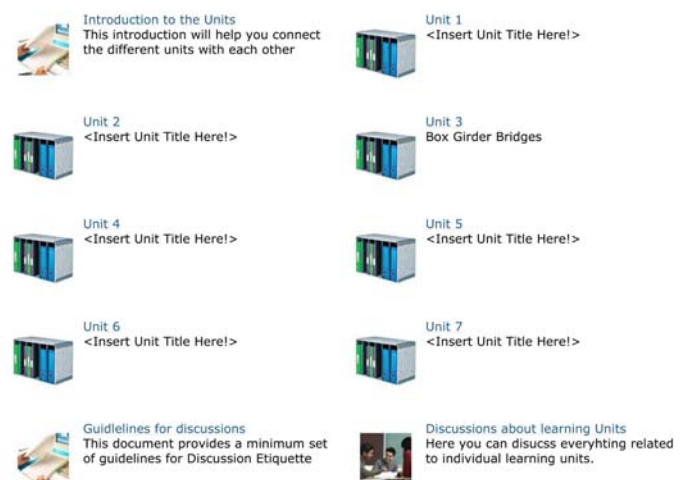 Introduction to the Units
This introduction will help you connect
the different units with each other
Unit 1
<Insert Unit Title Here!>
Unit 2
<Insert Unit Title Here!>
Unit 3
Box Girder Bridges
Unit 4
<Insert Unit Title Here!>
Unit 5
<Insert Unit Title Here!>
Unit 6
<Insert Unit Title Here!>
Unit 7
<Insert Unit Title Here!>
Guidlelines for discussions
This document provides a minimum set
of guidelines for Discussion Etiquette
Discussions about learning Units
Here you can disucss everyhting related
to individual learning units.